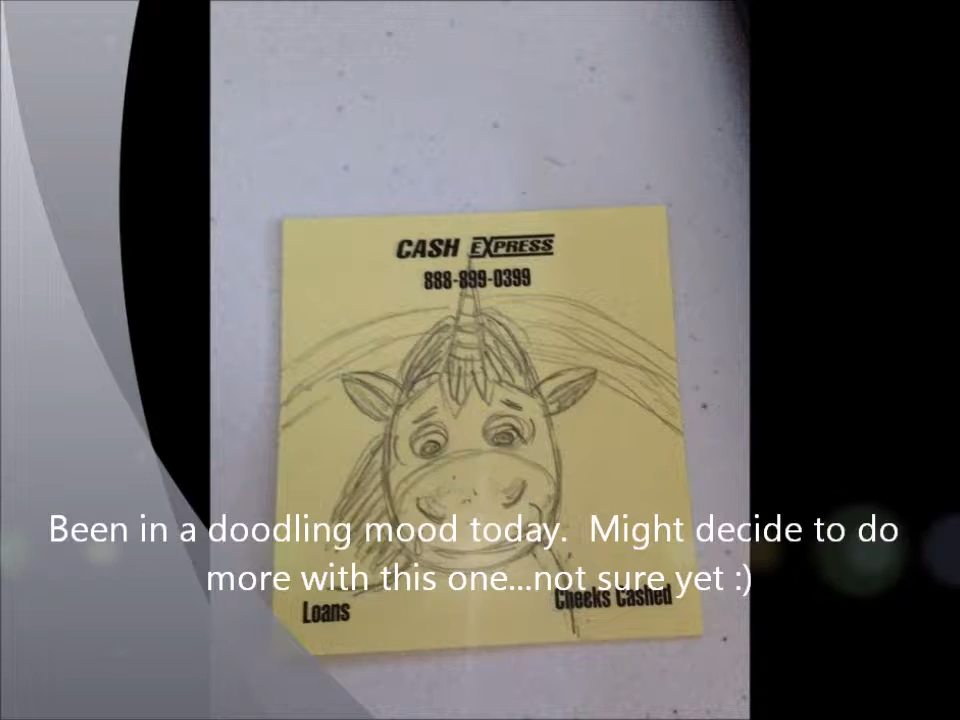 CASH EXPRESS
888-899-0399
Been in a doodling mood today.  Might decide to do
more with this one...not sure yet :)
Loans
Checks Cashed